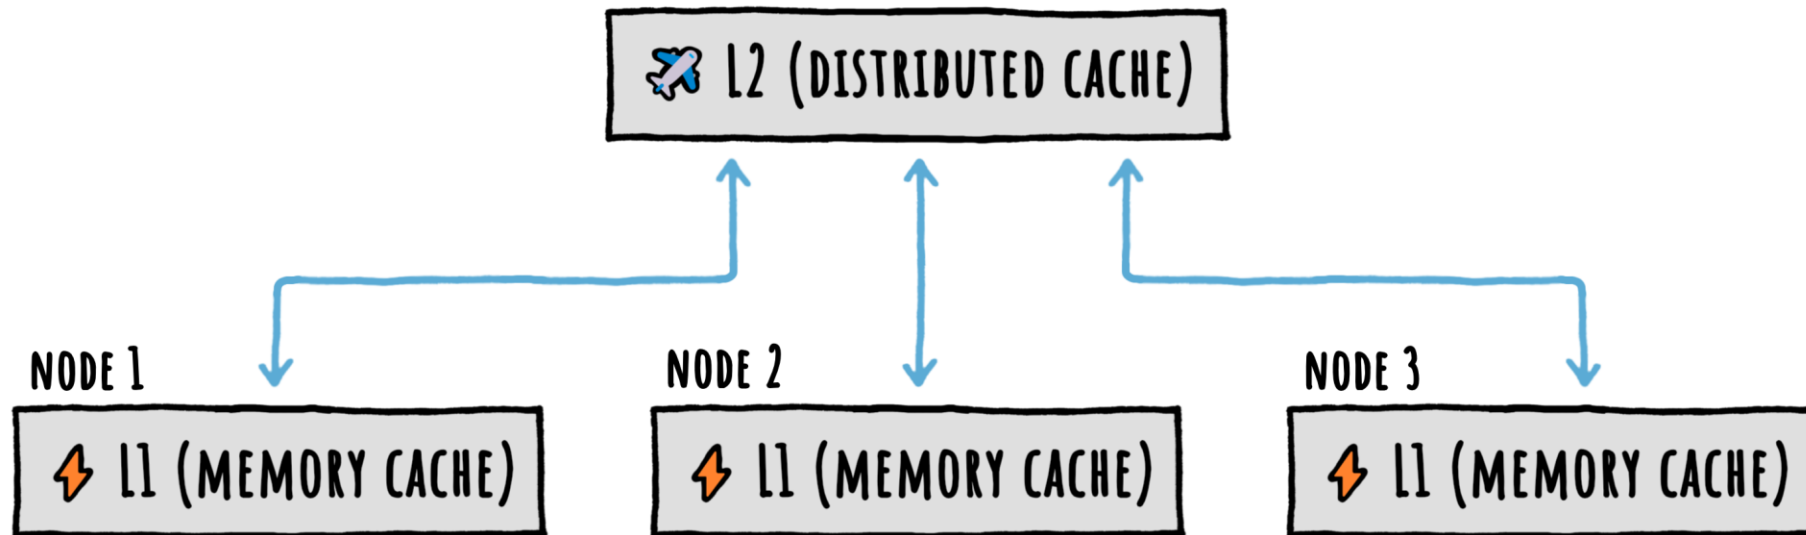 L2 (DISTRIBUTED CACHE)
NODE 1
NODE 2
NODE 3
L1 (MEMORY CACHE)
L1 (MEMORY CACHE)
L1 (MEMORY CACHE)